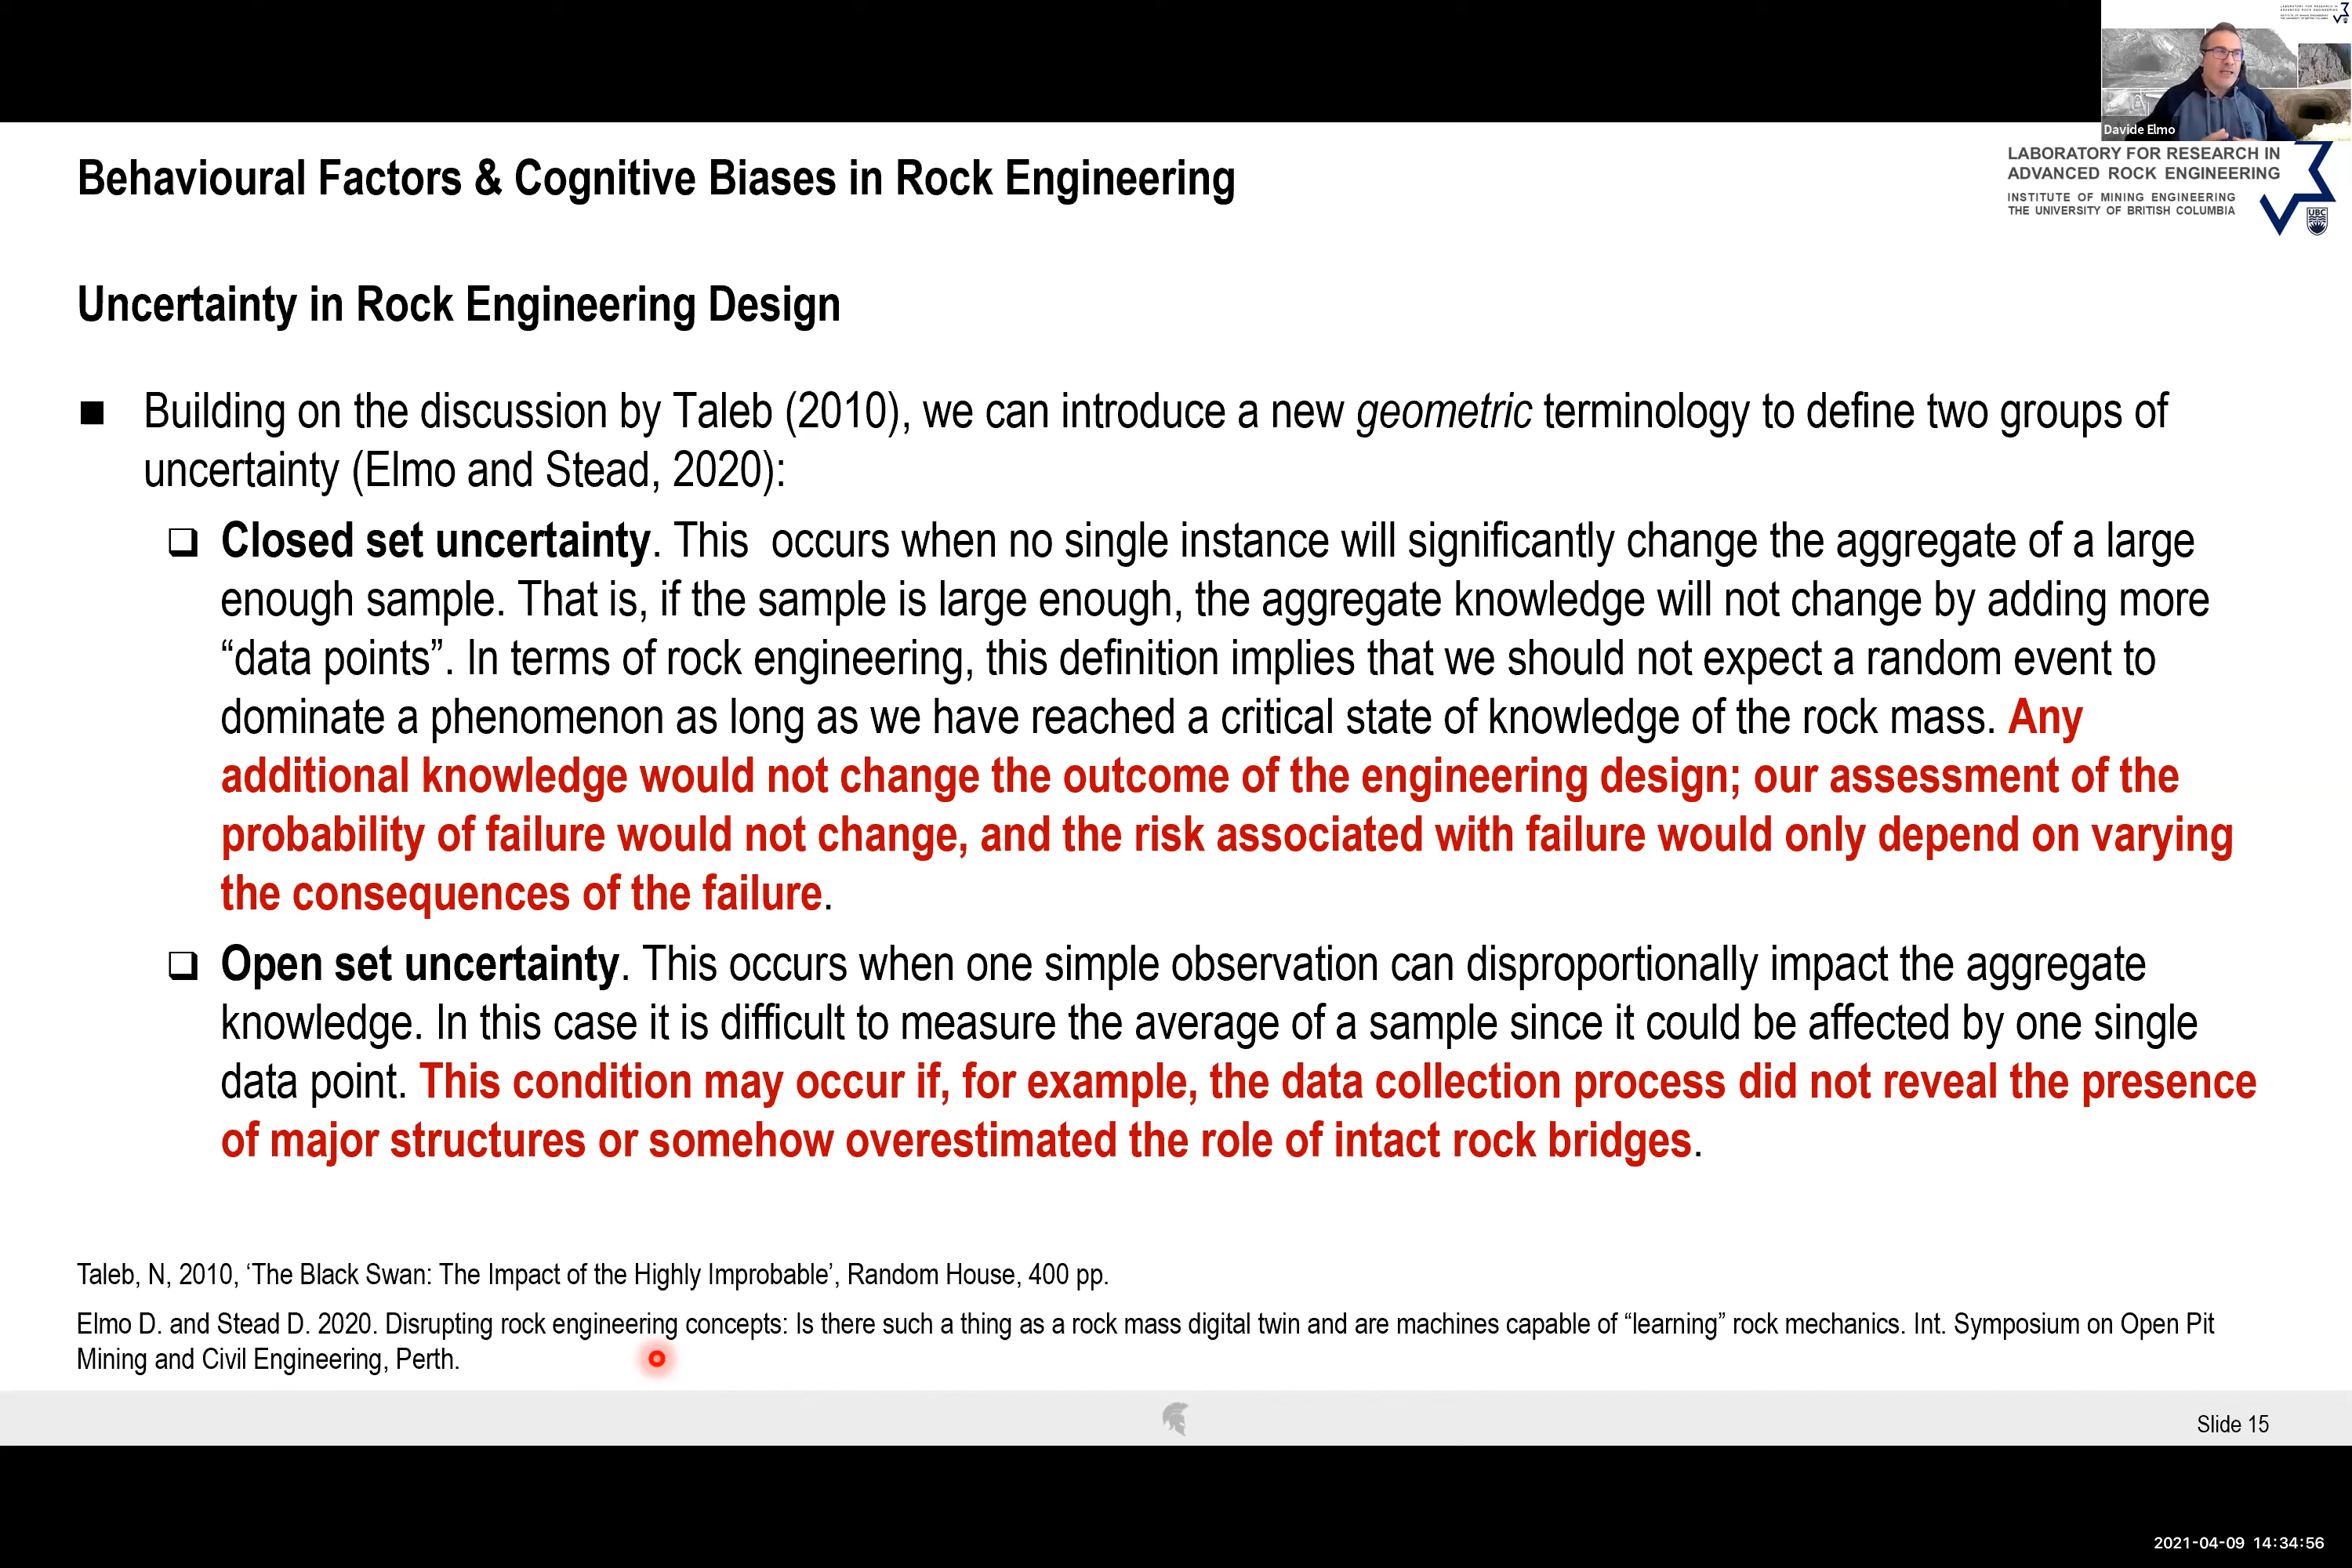 Davide Elmo
LABORATORY FOR RESEARCH IN
ADVANCED ROCK ENGINEERING
INSTITUTE OF MINING ENGINEERING
THE UNIVERSITY OF BRITISH COLUMBIA
UBC
Behavioural Factors & Cognitive Biases in Rock Engineering
Uncertainty in Rock Engineering Design
■ Building on the discussion by Taleb (2010), we can introduce a new geometric terminology to define two groups of
uncertainty (Elmo and Stead, 2020):
❑ Closed set uncertainty. This  occurs when no single instance will significantly change the aggregate of a large
enough sample. That is, if the sample is large enough, the aggregate knowledge will not change by adding more
“data points”. In terms of rock engineering, this definition implies that we should not expect a random event to
dominate a phenomenon as long as we have reached a critical state of knowledge of the rock mass. Any
additional knowledge would not change the outcome of the engineering design; our assessment of the
probability of failure would not change, and the risk associated with failure would only depend on varying
the consequences of the failure.
❑ Open set uncertainty. This occurs when one simple observation can disproportionally impact the aggregate
knowledge. In this case it is difficult to measure the average of a sample since it could be affected by one single
data point. This condition may occur if, for example, the data collection process did not reveal the presence
of major structures or somehow overestimated the role of intact rock bridges.
Taleb, N, 2010, ‘The Black Swan: The Impact of the Highly Improbable’, Random House, 400 pp.
Elmo D. and Stead D. 2020. Disrupting rock engineering concepts: Is there such a thing as a rock mass digital twin and are machines capable of “learning” rock mechanics. Int. Symposium on Open Pit
Mining and Civil Engineering, Perth.
Slide 15
2021-04-09 14:34:56